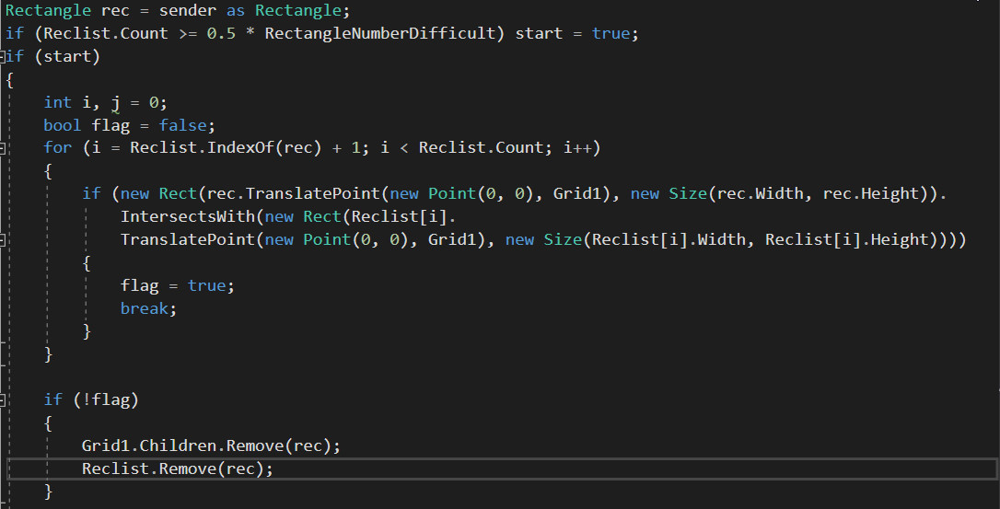 Rectangle rec = sender as Rectangle;
if (Reclist.Count >= 0.5 * RectangleNumberDifficult) start = true;
if (start)
{
    int i, j = 0;
    bool flag = false;
    for (i = Reclist.IndexOf(rec) + 1; i < Reclist.Count; i++)
    {
        if (new Rect(rec.TranslatePoint(new Point(0, 0), Grid1), new Size(rec.Width, rec.Height)).
            IntersectsWith(new Rect(Reclist[i].
            TranslatePoint(new Point(0, 0), Grid1), new Size(Reclist[i].Width, Reclist[i].Height))))
        {
            flag = true;
            break;
        }
    }

    if (!flag)
    {
        Grid1.Children.Remove(rec);
        Reclist.Remove(rec);
    }